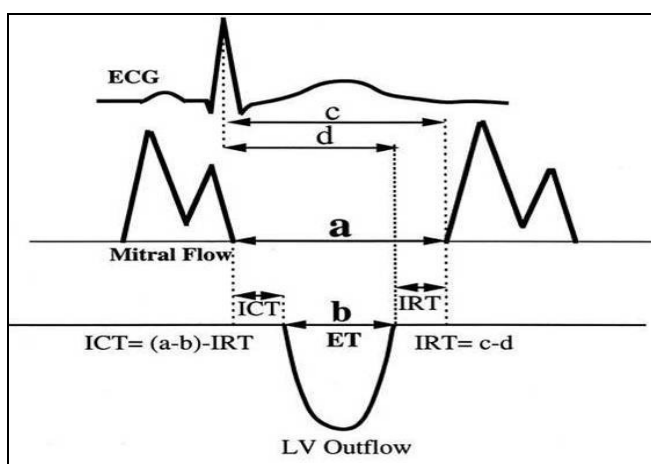 ECG
c
d
a
Mitral Flow
ICT
b
IRT
ICT= (a-b)-IRT
ET
IRT= c-d
LV Outflow